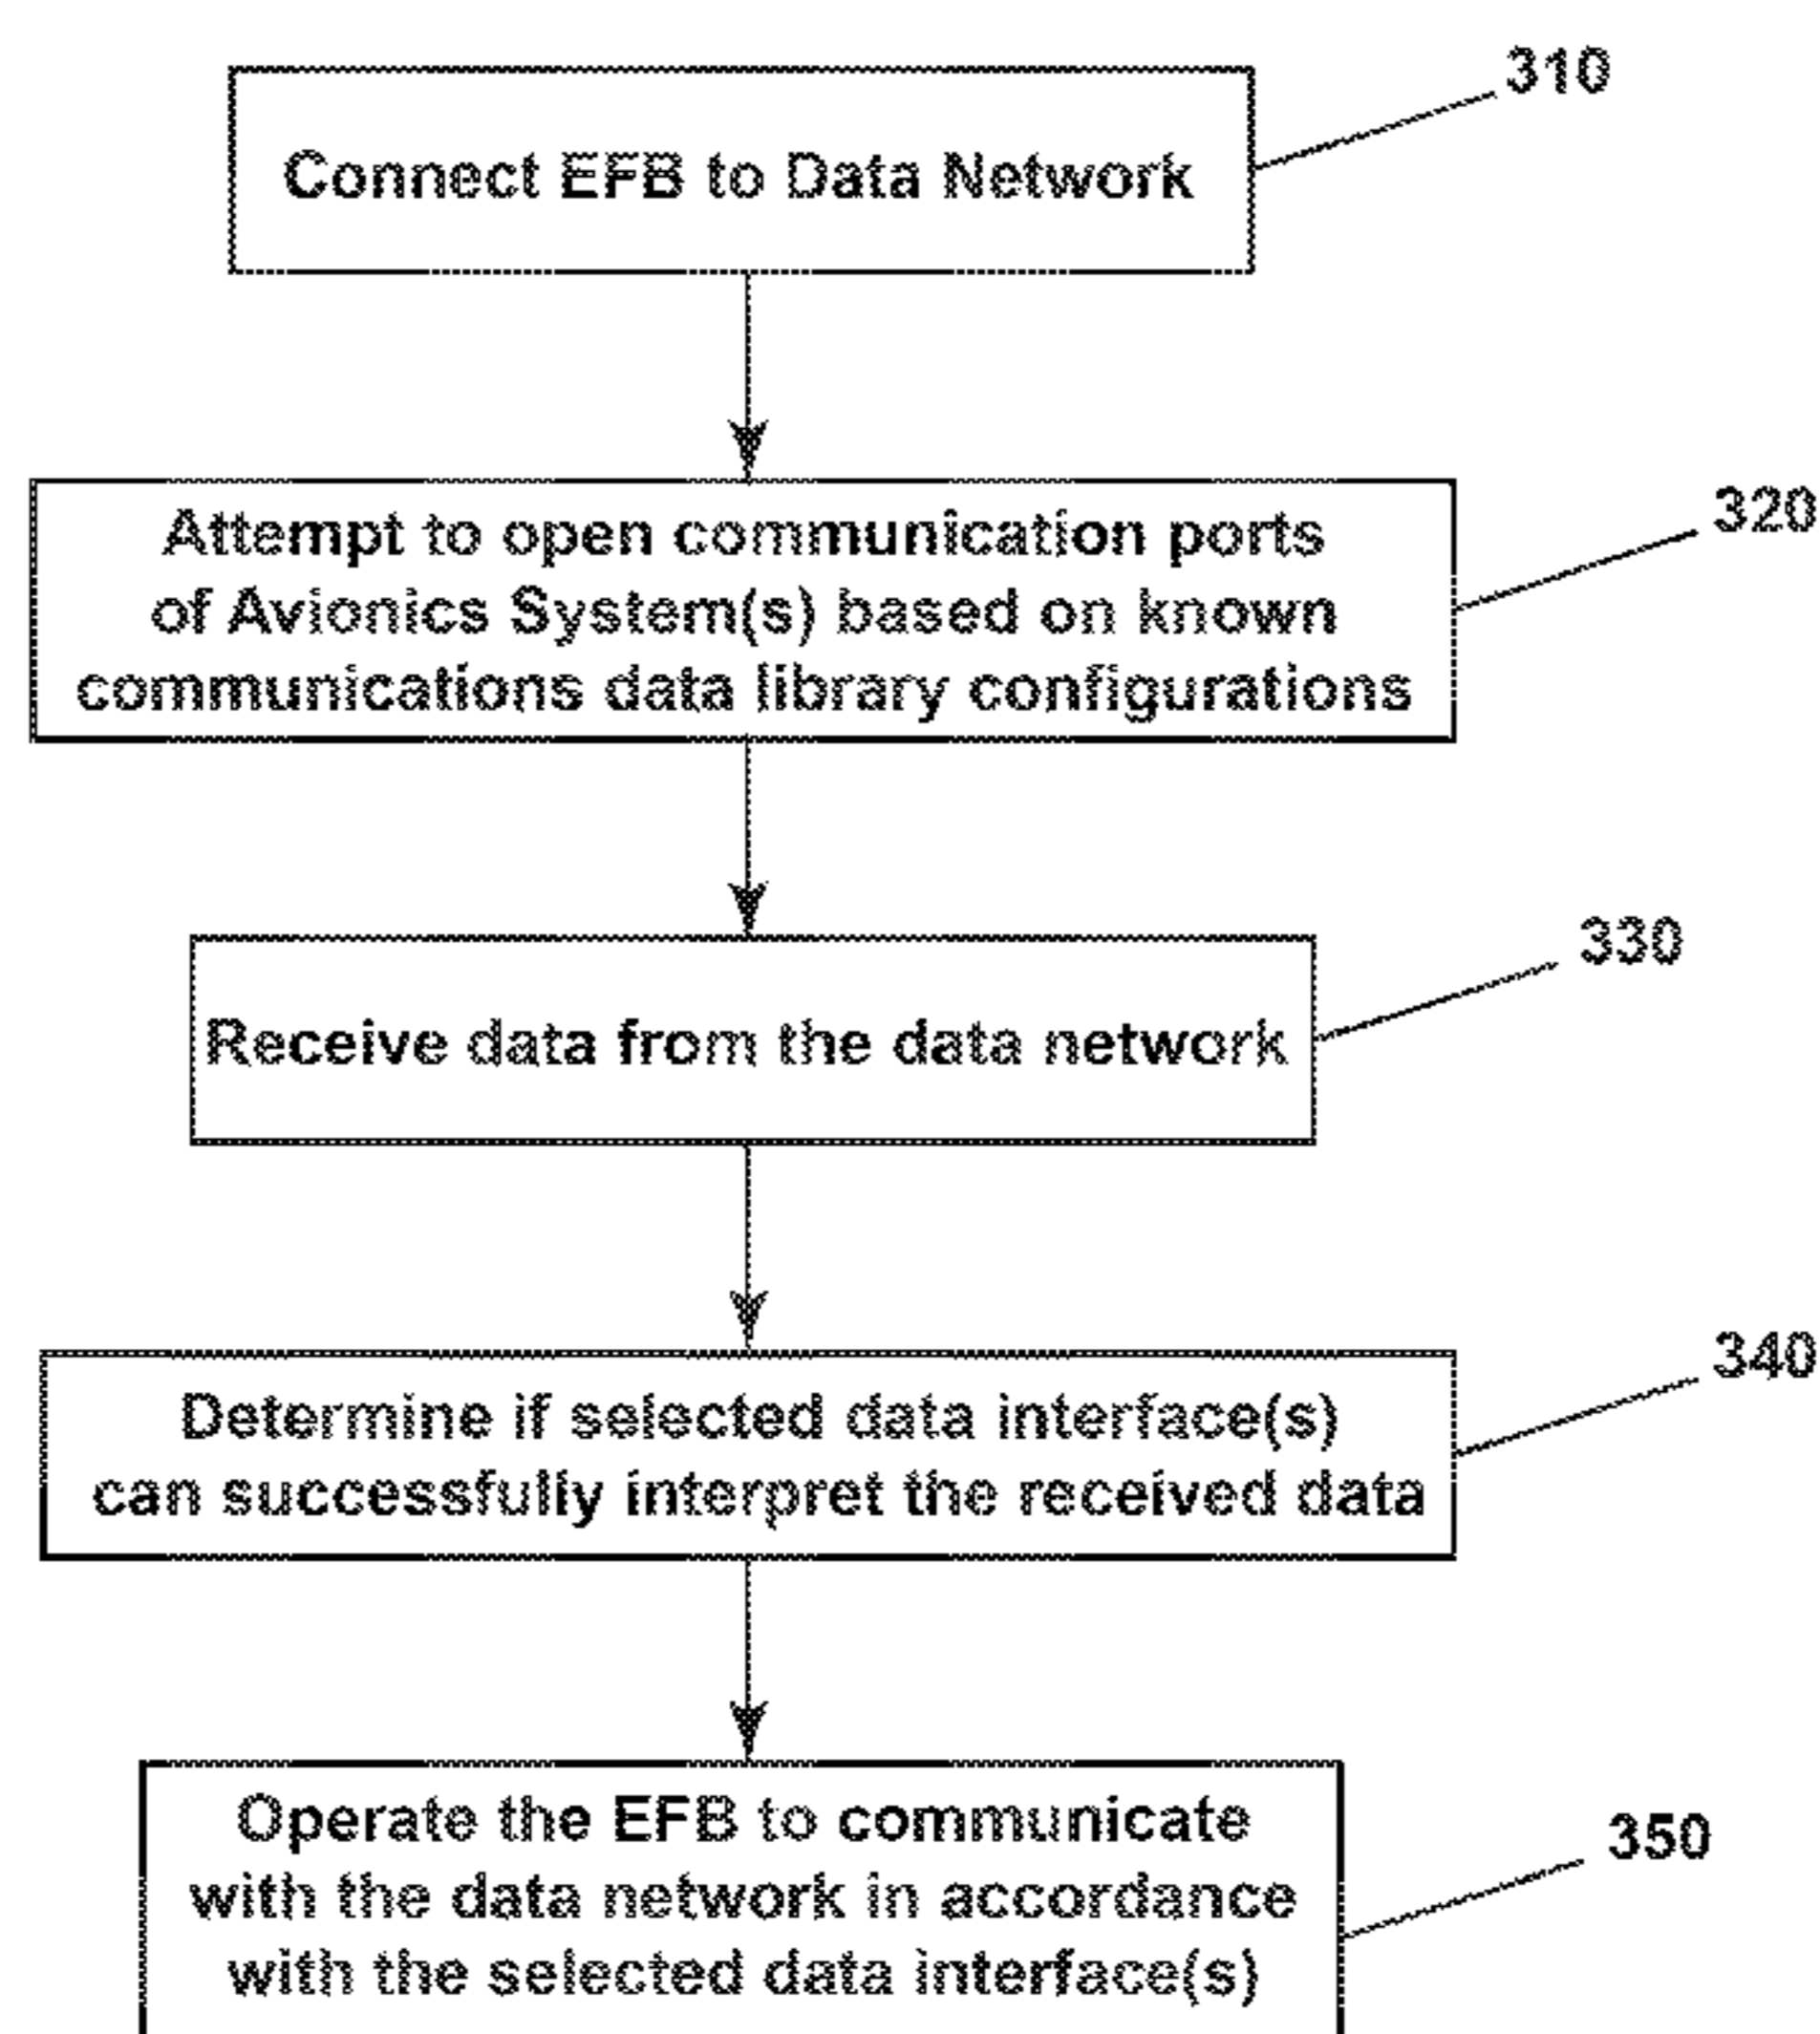 310
Connect EFB to Data Network
320
Attempt to open communication ports
of Avionics System(s) based on known
communications data library configurations
330
Receive data from the data network
340
Determine if selected data interface(s)
can successfully interpret the received data
350
Operate the EFB to communicate
with the data network in accordance
with the selected data interface(s)